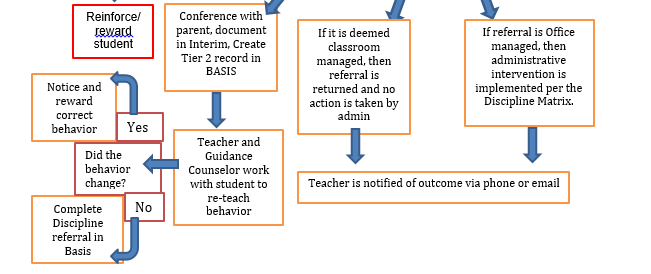 Reinforce/
reward
student
Conference with
parent, document
in Interim, Create
Tier 2 record in
BASIS
If it is deemed
classroom
managed, then
referral is
returned and no
action is taken by
admin
If referral is Office
managed, then
administrative
intervention is
implemented per the
Discipline Matrix.
Notice and
reward
correct
behavior
Yes
Did the
behavior
change?
Teacher and
Guidance
Counselor work
with student to
re-teach
behavior
Teacher is notified of outcome via phone or email
No
Complete
Discipline
referral in
Basis